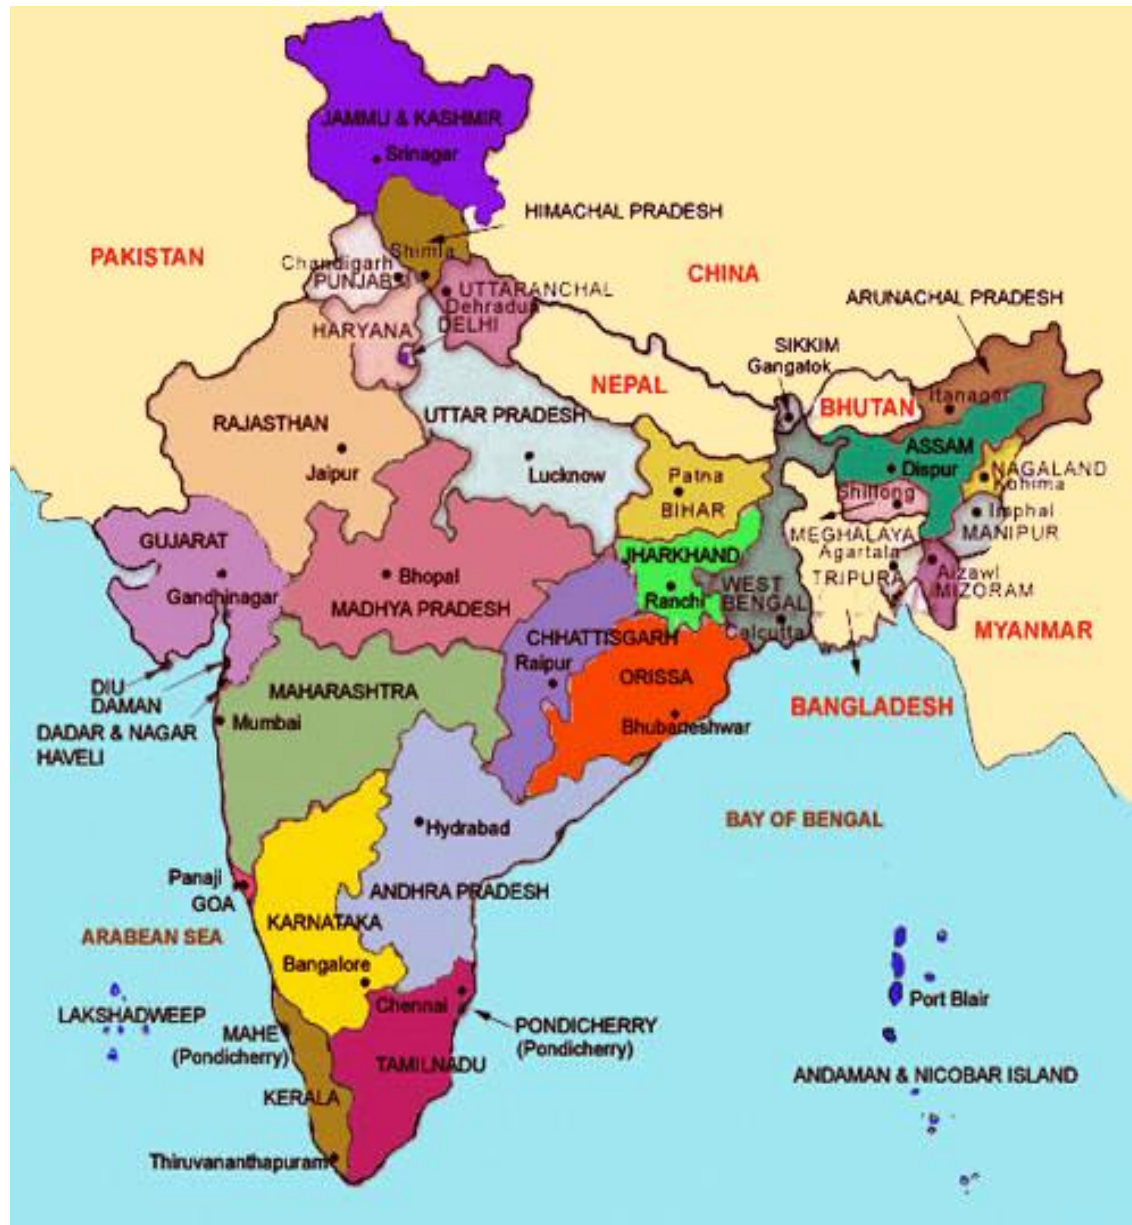 JAMMU & KASHMIR
Srinagar
HIMACHAL PRADESH
PAKISTAN
Shimla
Chandigarh
PUNJAB
CHINA
UTTARANCHAL
Dehradun
DELHI
HARYANA
ARUNACHAL PRADESH
SIKKIM
Gangatok
NEPAL
BHUTAN
Itanagar
RAJASTHAN
UTTAR PRADESH
ASSAM
Dispur
Jaipur
Lucknow
Patna
BIHAR
NAGALAND
Kohima
Shillong
Imphal
MANIPUR
MEGHALAYA
Agartala
TRIPURA
Aizawl
MIZORAM
GUJARAT
Gandhinagar
Bhopal
MADHYA PRADESH
JHARKHAND
Ranchi
WEST
BENGAL
Calcutta
CHHATTISGARH
Raipur
MYANMAR
ORISSA
Bhubaneshwar
BANGLADESH
DIU
DAMAN
DADAR & NAGAR
HAVELI
MAHARASHTRA
Mumbai
BAY OF BENGAL
Hydrabad
Panaji
GOA
ANDHRA PRADESH
KARNATAKA
Bangalore
ARABEAN SEA
LAKSHADWEEP
Chennai
MAHE
(Pondicherry)
PONDICHERRY
(Pondicherry)
Port Blair
TAMILNADU
ANDAMAN & NICOBAR ISLAND
KERALA
Thiruvananthapuram